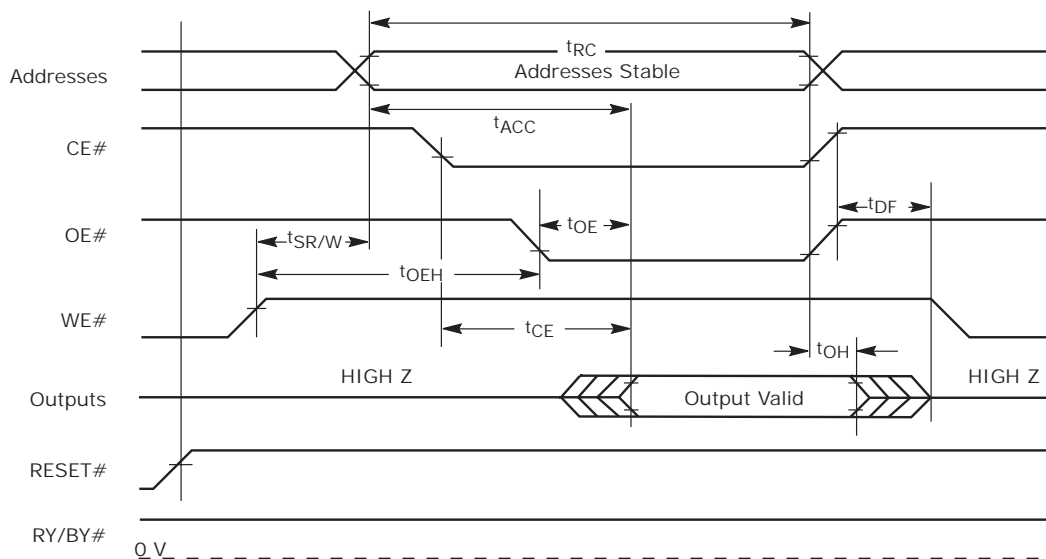 tRC
Addresses
Addresses Stable
tACC
CE#
tDF
OE#
tOE
tSR/W
tOEH
WE#
tCE
tOH
HIGH Z
HIGH Z
Outputs
Output Valid
RESET#
RY/BY#
0 V